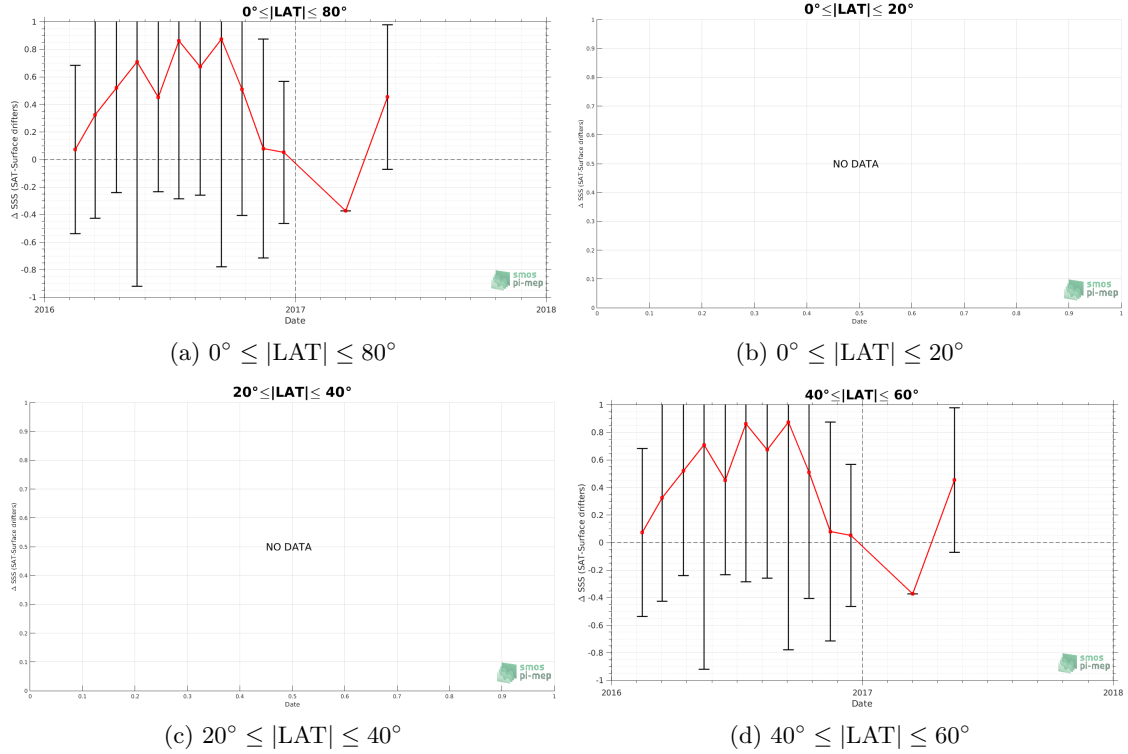 0°≤|LAT|≤ 80°
Δ SSS (SAT-Surface drifters)
1
0.8
0.6
0.4
0.2
0
-0.2
-0.4
-0.6
-0.8
-1
2016 2017 2018
Date
smos
pi-mep
(a) 0° ≤ |LAT| ≤ 80°
0°≤|LAT|≤ 20°
Δ SSS (SAT-Surface drifters)
1
0.9
0.8
0.7
0.6
0.5
0.4
0.3
0.2
0.1
0
NO DATA
0 0.1 0.2 0.3 0.4 0.5 0.6 0.7 0.8 0.9 1
Date
smos
pi-mep
(b) 0° ≤ |LAT| ≤ 20°
20°≤|LAT|≤ 40°
Δ SSS (SAT-Surface drifters)
1
0.9
0.8
0.7
0.6
0.5
0.4
0.3
0.2
0.1
0
NO DATA
0 0.1 0.2 0.3 0.4 0.5 0.6 0.7 0.8 0.9 1
Date
smos
pi-mep
(c) 20° ≤ |LAT| ≤ 40°
40°≤|LAT|≤ 60°
Δ SSS (SAT-Surface drifters)
1
0.8
0.6
0.4
0.2
0
-0.2
-0.4
-0.6
-0.8
-1
2016 2017 2018
Date
smos
pi-mep
(d) 40° ≤ |LAT| ≤ 60°